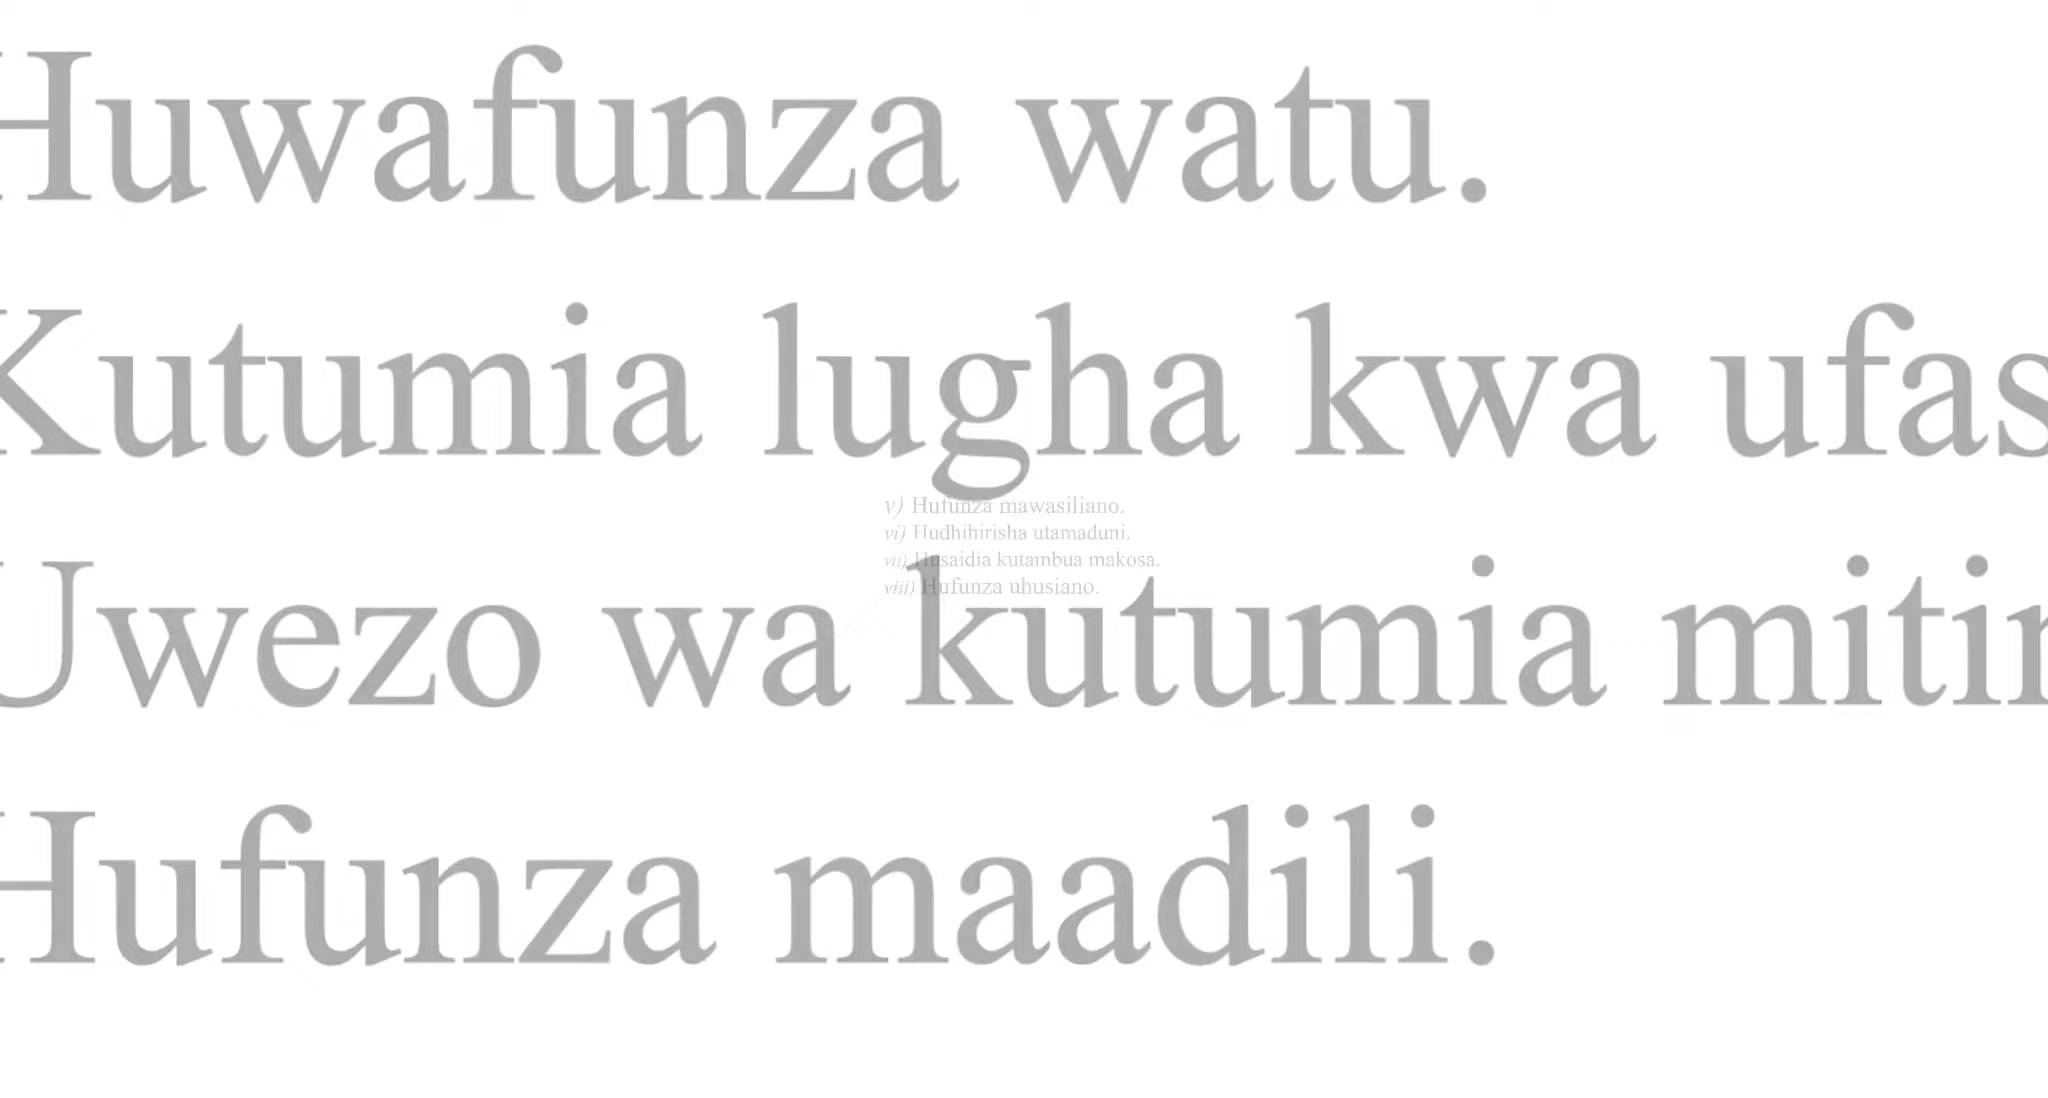 Huwafunza watu.
Kutumia lugha kwa ufas
v) Hufunza mawasiliano.
vi) Hudhihirisha utamaduni.
vii) Husaidia kutambua makosa.
viii) Hufunza uhusiano.
Uwezo wa kutumia mitin
Hufunza maadili.